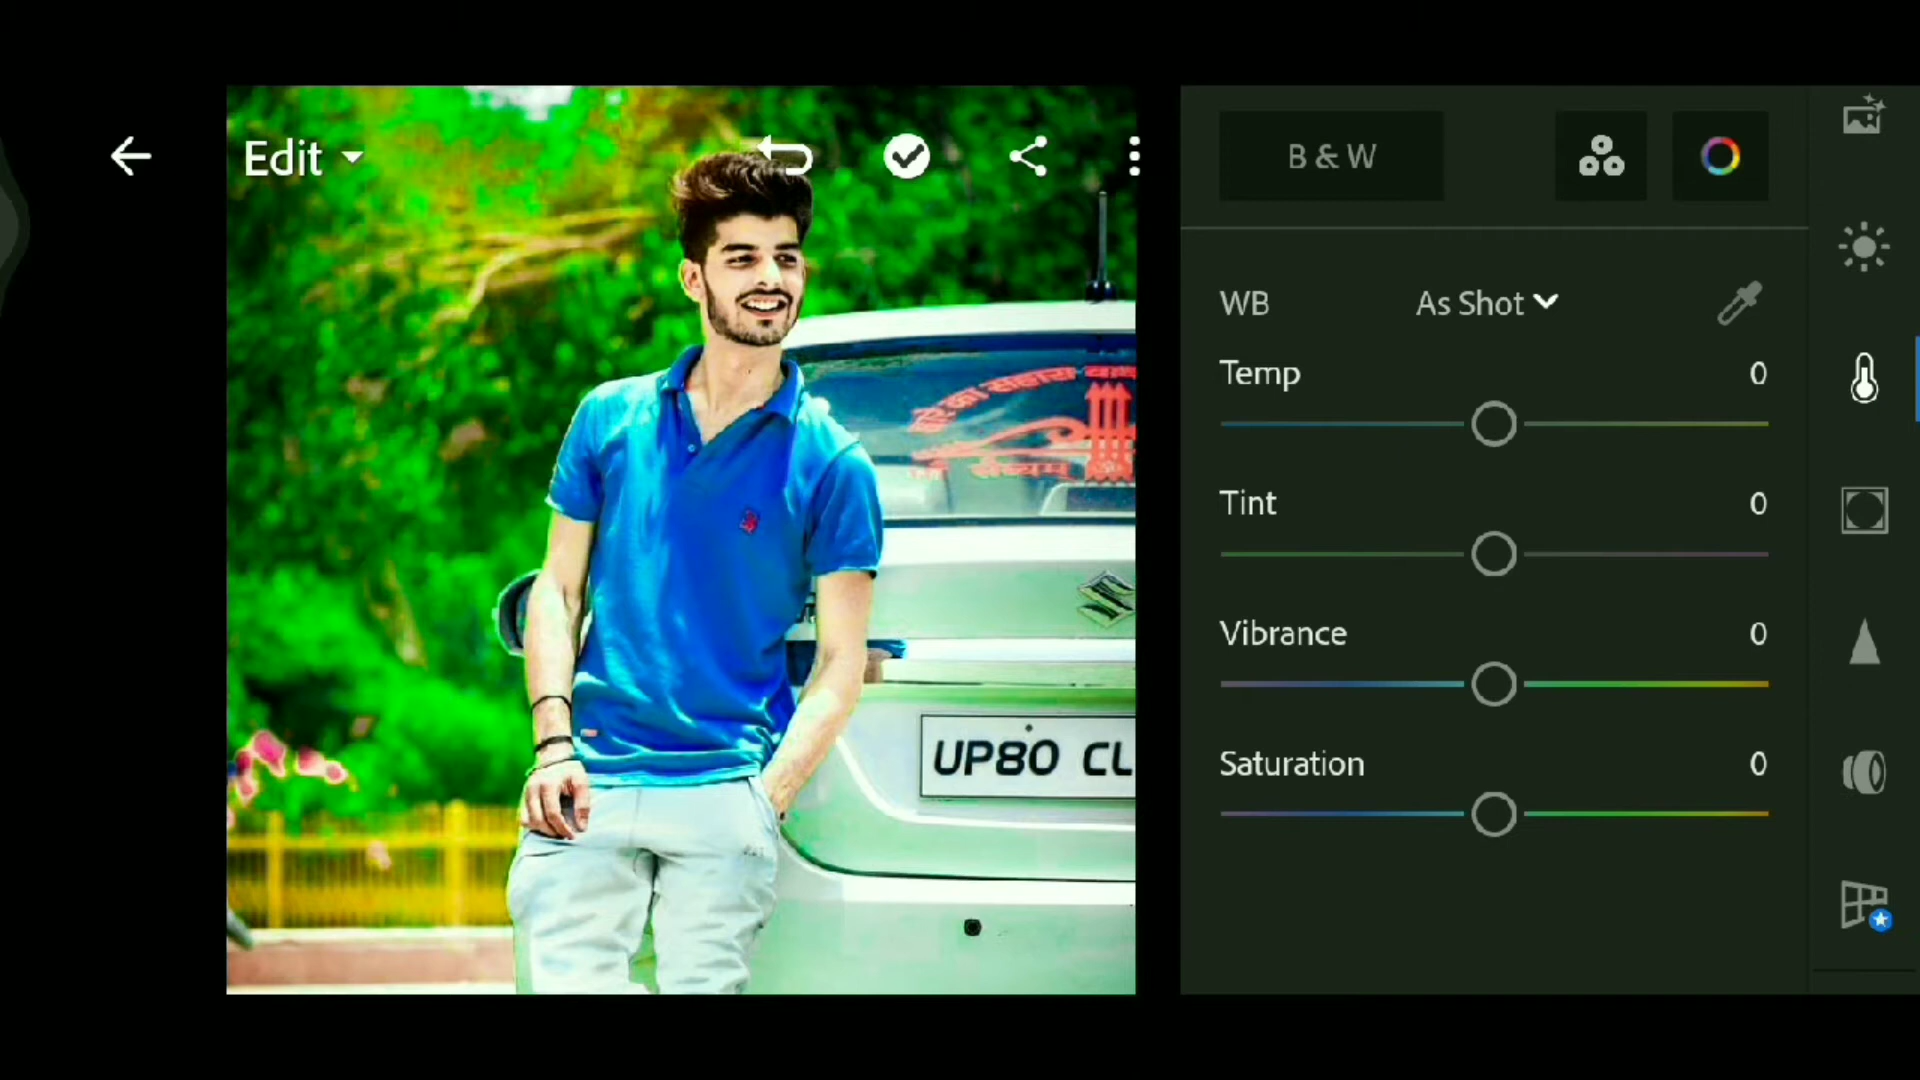 Edit
B & W
WB As Shot
Temp 0
Tint 0
Vibrance 0
Saturation 0
UP80 CL